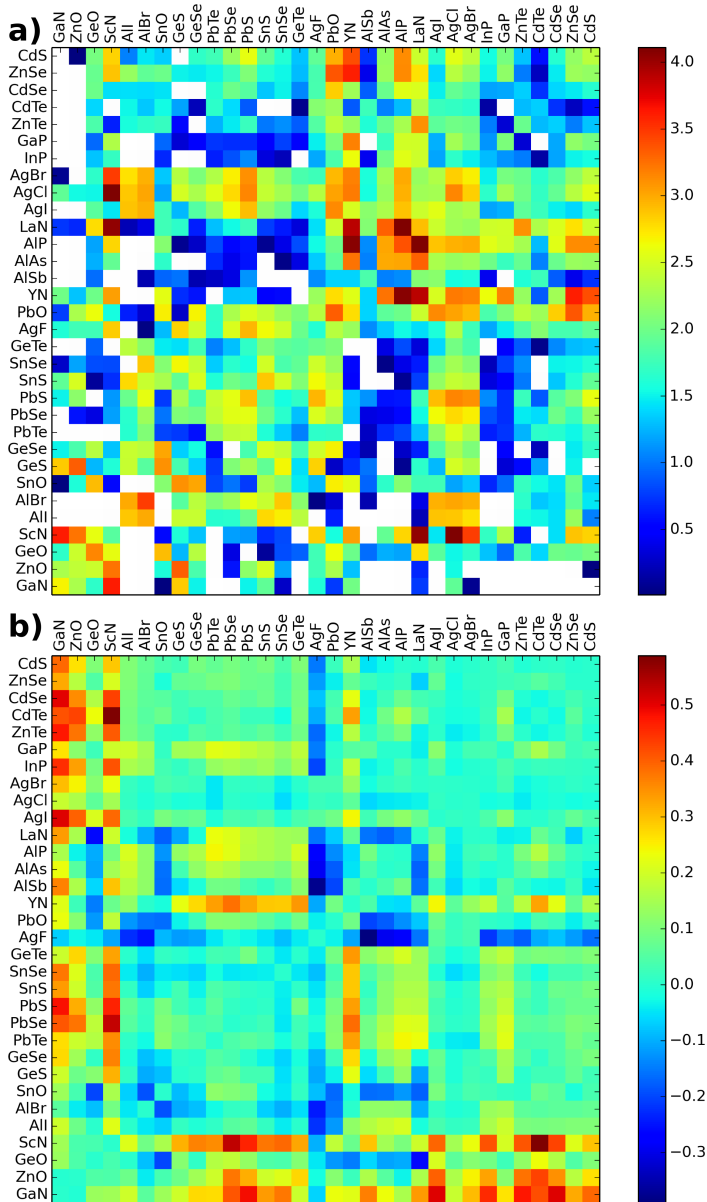 a)
GaN ZnO GeO ScN AlI AlBr SnO GeS GeSe PbTe PbSe PbS SnS SnSe GeTe AgF PbO YN AlSb AlAs AlP LaN AgI AgCl AgBr InP GaP ZnTe CdTe CdSe ZnSe CdS
CdS
ZnSe
CdSe
CdTe
ZnTe
GaP
InP
AgBr
AgCl
AgI
LaN
AlP
AlAs
AlSb
YN
PbO
AgF
GeTe
SnSe
SnS
PbS
PbSe
PbTe
GeSe
GeS
SnO
AlBr
AlI
ScN
GeO
ZnO
GaN
4.0
3.5
3.0
2.5
2.0
1.5
1.0
0.5
b)
GaN ZnO GeO ScN AlI AlBr SnO GeS GeSe PbTe PbSe PbS SnS SnSe GeTe AgF PbO YN AlSb AlAs AlP LaN AgI AgCl AgBr InP GaP ZnTe CdTe CdSe ZnSe CdS
CdS
ZnSe
CdSe
CdTe
ZnTe
GaP
InP
AgBr
AgCl
AgI
LaN
AlP
AlAs
AlSb
YN
PbO
AgF
GeTe
SnSe
SnS
PbS
PbSe
PbTe
GeSe
GeS
SnO
AlBr
AlI
ScN
GeO
ZnO
GaN
0.5
0.4
0.3
0.2
0.1
0.0
−0.1
−0.2
−0.3